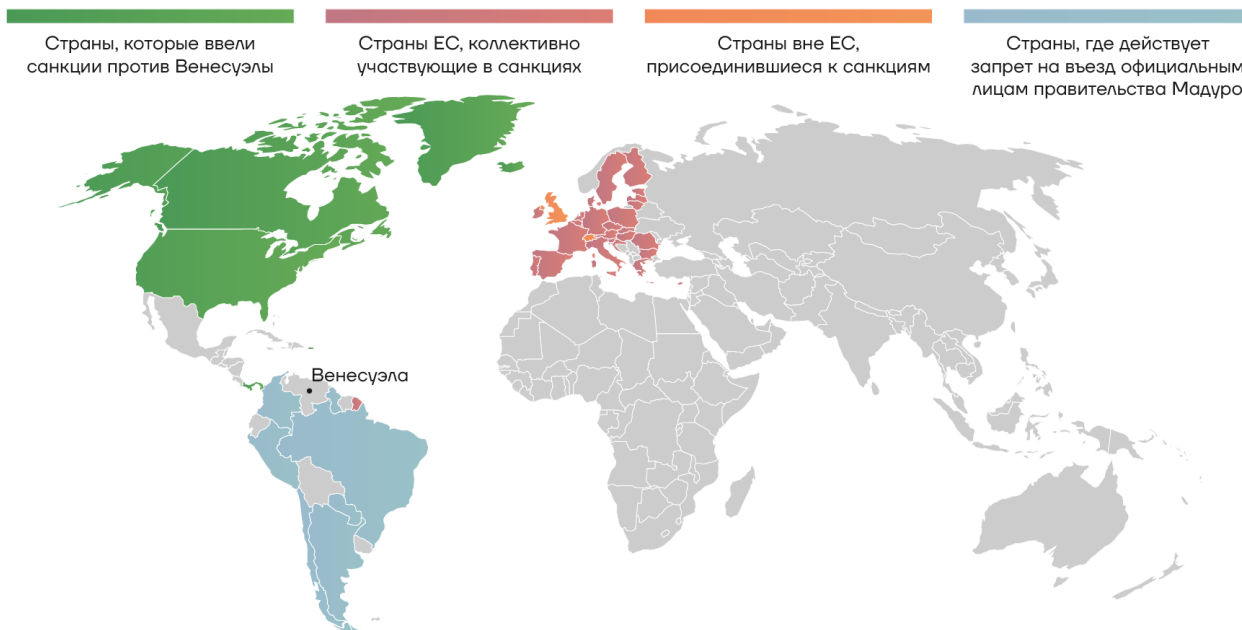 Страны, которые ввели
санкции против Венесуэлы
Страны ЕС, коллективно
участвующие в санкциях
Страны вне ЕС,
присоединившиеся к санкциям
Страны, где действует
запрет на въезд официальным
лицам правительства Мадуро
Венесуэла